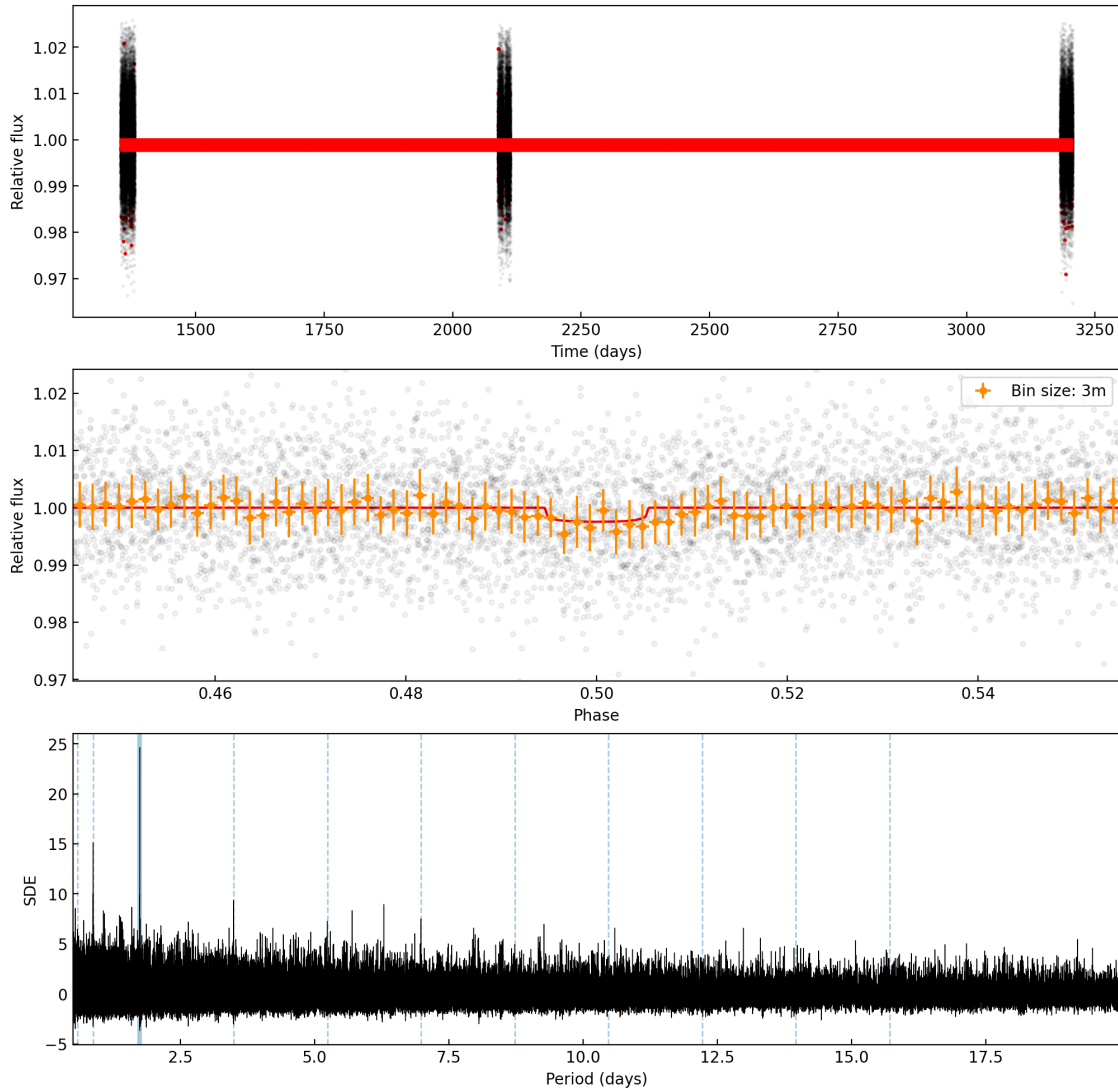 1.02
1.01
1.00
0.99
0.98
0.97
Relative flux
1500 1750 2000 2250 2500 2750 3000 3250
Time (days)
Bin size: 3m
1.02
1.01
1.00
0.99
0.98
0.97
Relative flux
0.46 0.48 0.50 0.52 0.54
Phase
25
20
15
10
5
0
−5
SDE
2.5 5.0 7.5 10.0 12.5 15.0 17.5
Period (days)